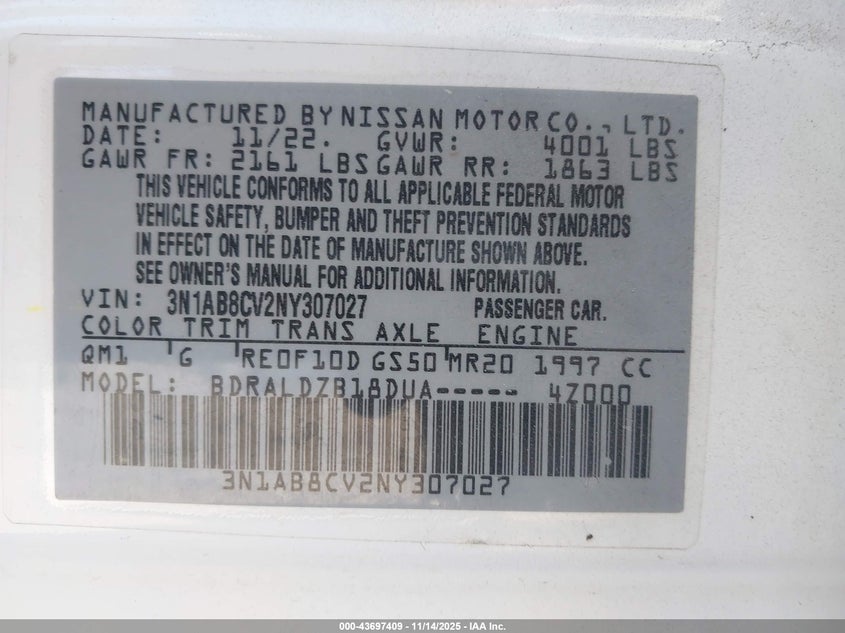 MANUFACTURED BY NISSAN MOTOR CO., LTD.
DATE: 11/22. GVWR: 4001 LBS
GAWR FR: 2161 LBS GAWR RR: 1863 LBS
THIS VEHICLE CONFORMS TO ALL APPLICABLE FEDERAL MOTOR
VEHICLE SAFETY, BUMPER AND THEFT PREVENTION STANDARDS
IN EFFECT ON THE DATE OF MANUFACTURE SHOWN ABOVE.
SEE OWNER'S MANUAL FOR ADDITIONAL INFORMATION.
VIN: 3N1AB8CV2NY307027 PASSENGER CAR.
COLOR TRIM TRANS AXLE ENGINE
QM1 'G 'RE0F10D GS50'MR20 1997 CC
MODEL: BDRALDZB18DUA----- 4Z000
3N1AB8CV2NY307027
000-43697409 - 11/14/2025 - IAA Inc.